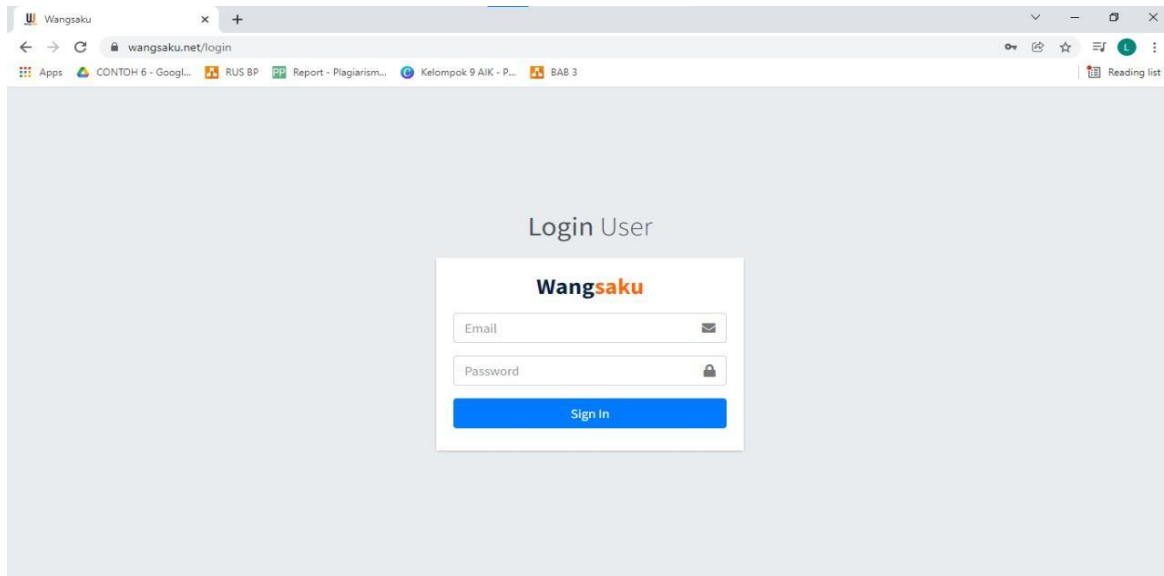 Wangsaku
wangsaku.net/login
Apps CONTOH 6 - Googl... RUS BP PP Report - Plagiarism... Kelompok 9 AIK - P... BAB 3 Reading list
L
Login User
Wangsaku
Email
Password
Sign In